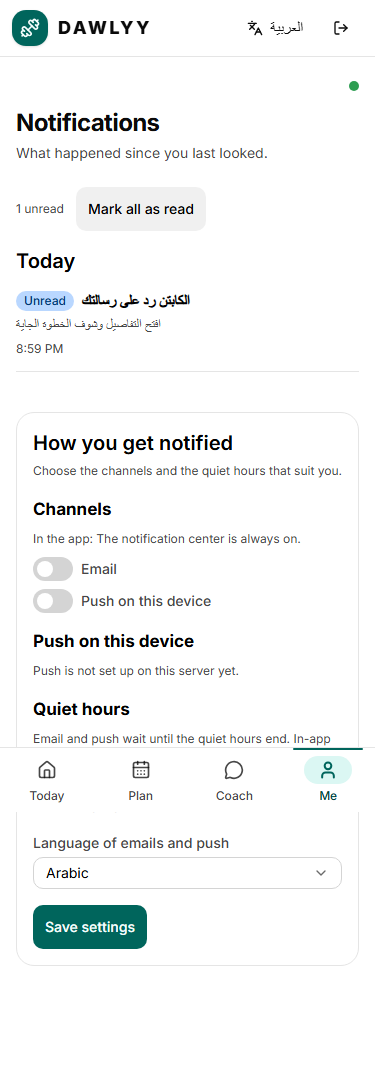 DAWLYY
العربية
Notifications
What happened since you last looked.
1 unread
Mark all as read
Today
Unread
الكابتن رد على رسالتك
افتح التفاصيل وشوف الخطوة الجاية
8:59 PM
How you get notified
Choose the channels and the quiet hours that suit you.
Channels
In the app: The notification center is always on.
Email
Push on this device
Push on this device
Push is not set up on this server yet.
Quiet hours
Email and push wait until the quiet hours end. In-app
Today
Plan
Coach
Me
Language of emails and push
Arabic
Save settings